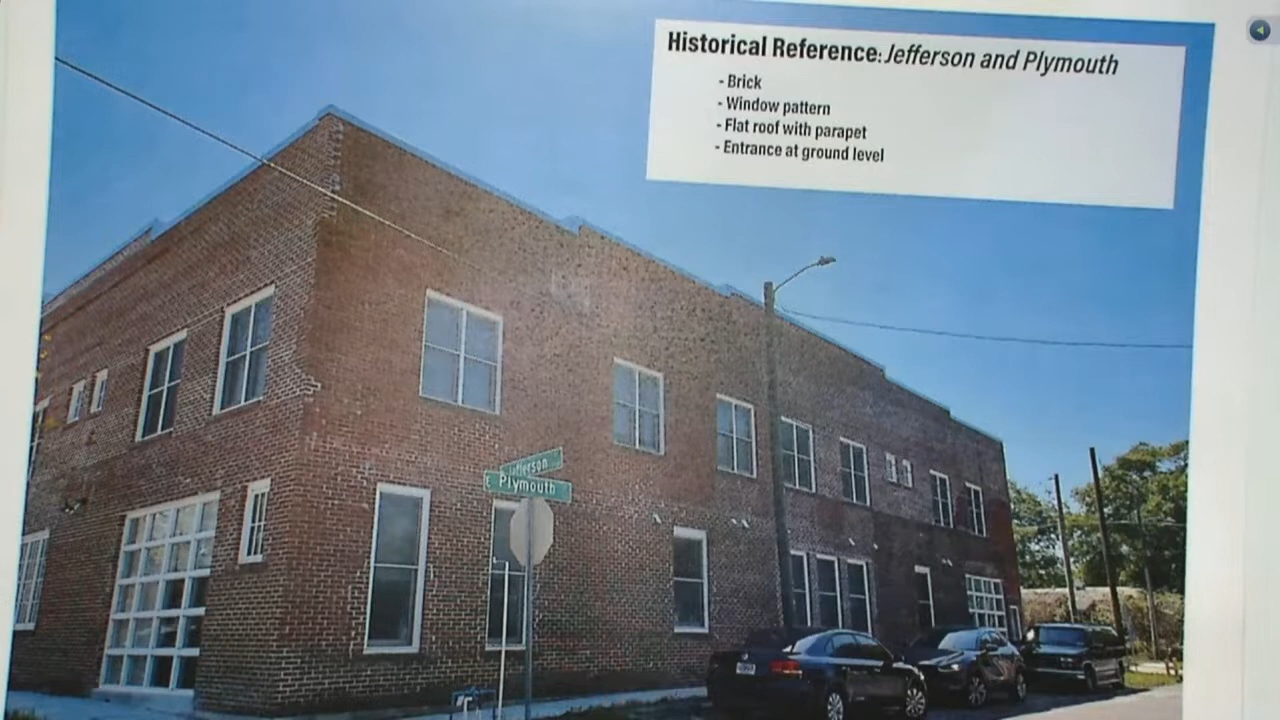 Historical Reference: Jefferson and Plymouth
- Brick
- Window pattern
- Flat roof with parapet
- Entrance at ground level
Jefferson
E Plymouth